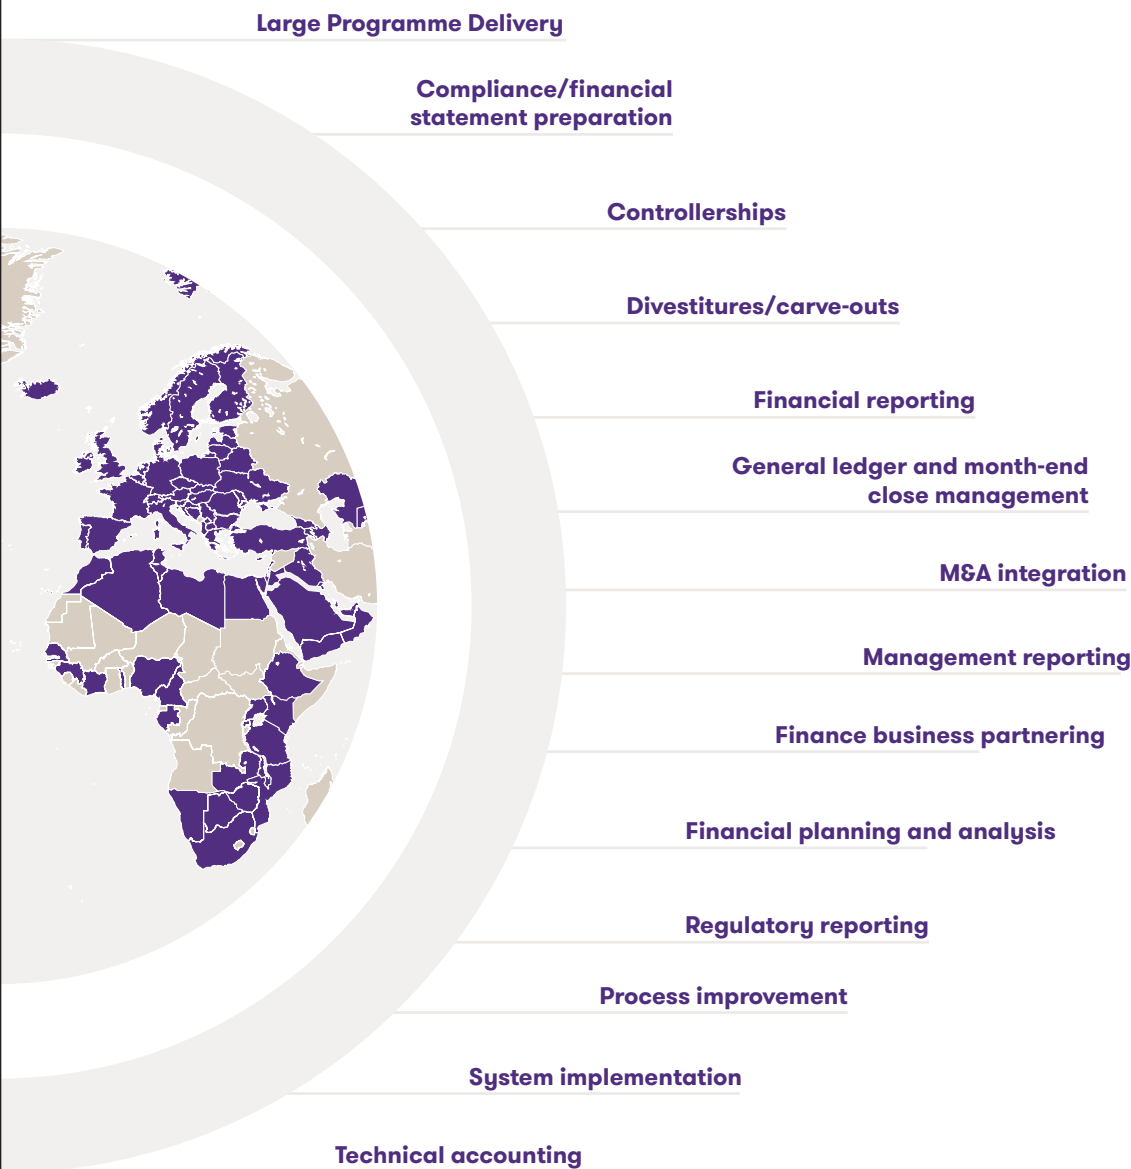 Large Programme Delivery
Compliance/financial
statement preparation
Controllerships
Divestitures/carve-outs
Financial reporting
General ledger and month-end
close management
M&A integration
Management reporting
Finance business partnering
Financial planning and analysis
Regulatory reporting
Process improvement
System implementation
Technical accounting